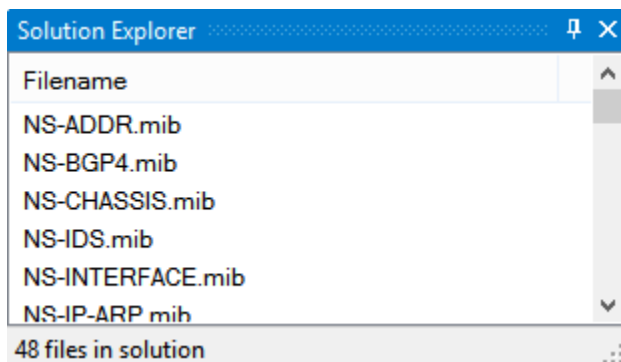 Solution Explorer
Filename
NS-ADDR.mib
NS-BGP4.mib
NS-CHASSIS.mib
NS-IDS.mib
NS-INTERFACE.mib
NS-IP-ARP.mib
48 files in solution